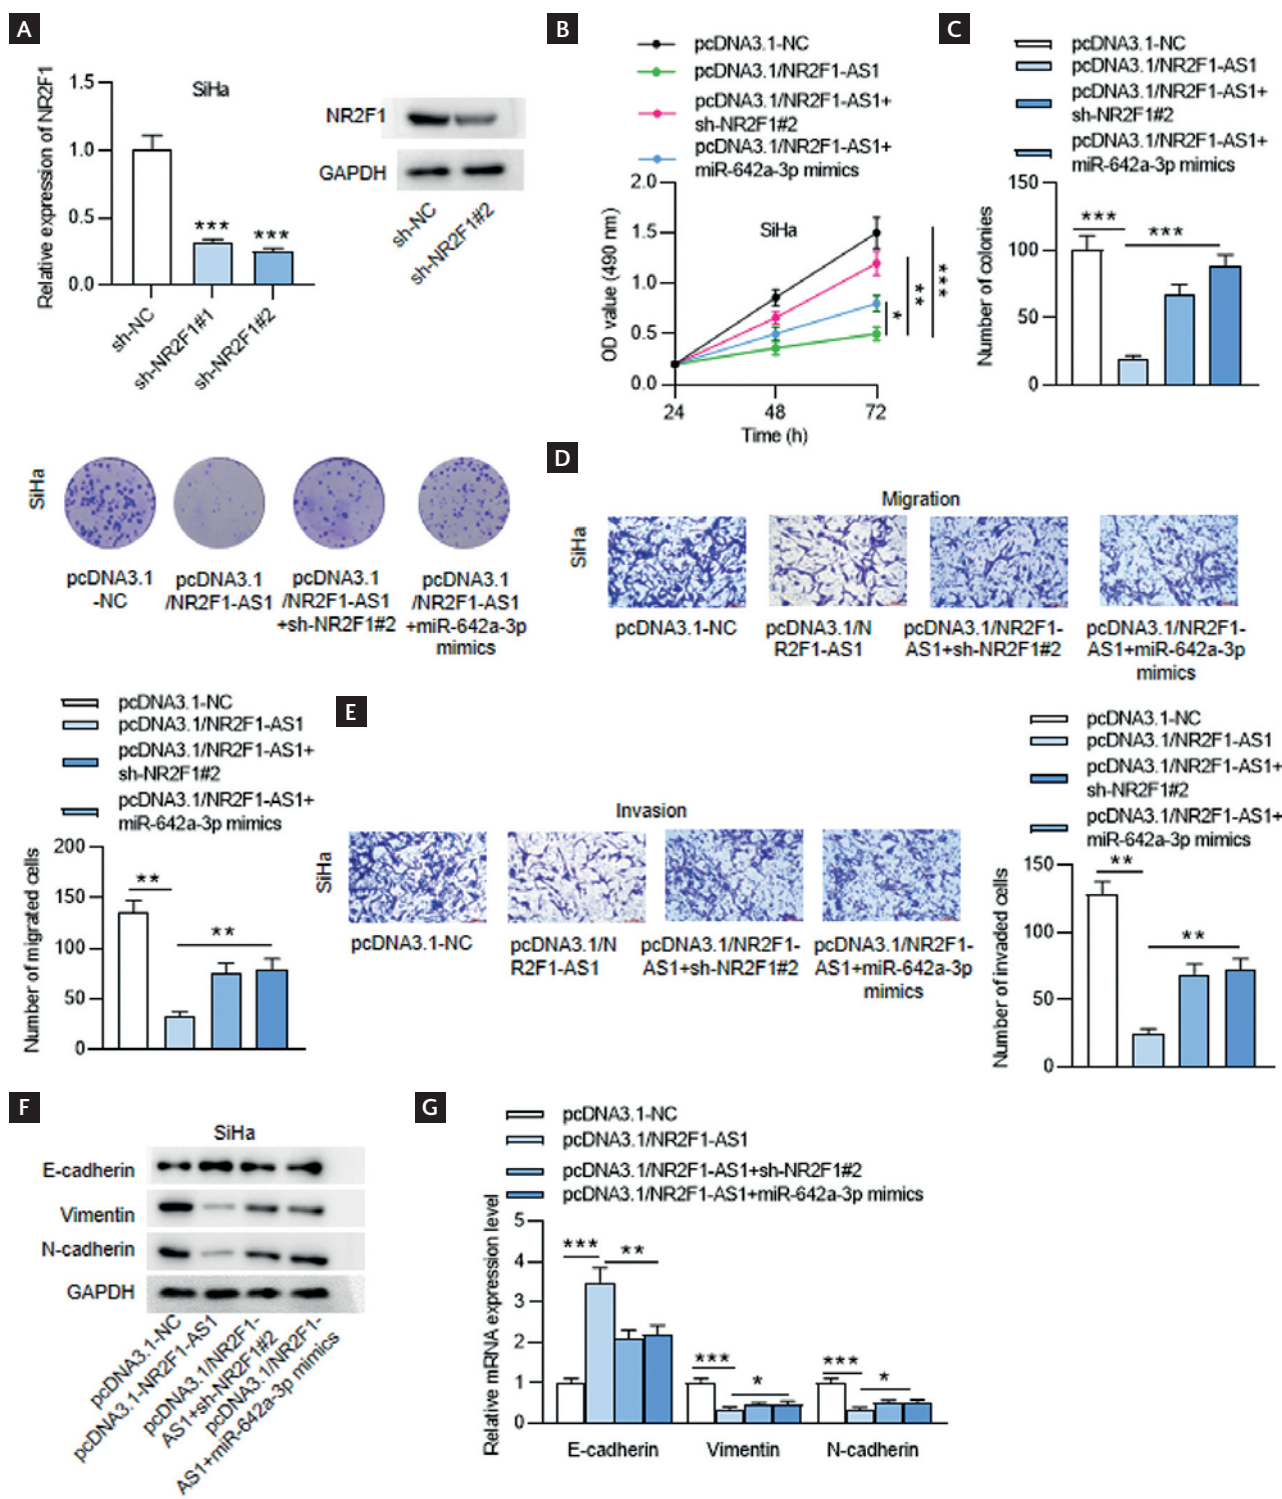 A
SiHa
Relative expression of NR2F1
1.5
1.0
0.5
0.0
***
***
sh-NC
sh-NR2F1#1
sh-NR2F1#2
NR2F1
GAPDH
sh-NC
sh-NR2F1#2
B
pcDNA3.1-NC
pcDNA3.1/NR2F1-AS1
pcDNA3.1/NR2F1-AS1+
sh-NR2F1#2
pcDNA3.1/NR2F1-AS1+
miR-642a-3p mimics
SiHa
OD value (490 nm)
2.0
1.5
1.0
0.5
0.0
*
**
***
24
48
72
Time (h)
C
pcDNA3.1-NC
pcDNA3.1/NR2F1-AS1
pcDNA3.1/NR2F1-AS1+
sh-NR2F1#2
pcDNA3.1/NR2F1-AS1+
miR-642a-3p mimics
Number of colonies
150
100
50
0
***
***
SiHa
pcDNA3.1
-NC
pcDNA3.1
/NR2F1-AS1
pcDNA3.1
/NR2F1-AS1
+sh-NR2F1#2
pcDNA3.1
/NR2F1-AS1
+miR-642a-3p
mimics
D
Migration
SiHa
pcDNA3.1-NC
pcDNA3.1/N
R2F1-AS1
pcDNA3.1/NR2F1-
AS1+sh-NR2F1#2
pcDNA3.1/NR2F1-
AS1+miR-642a-3p
mimics
pcDNA3.1-NC
pcDNA3.1/NR2F1-AS1
pcDNA3.1/NR2F1-AS1+
sh-NR2F1#2
pcDNA3.1/NR2F1-AS1+
miR-642a-3p mimics
Number of migrated cells
200
150
100
50
0
**
**
E
Invasion
SiHa
pcDNA3.1-NC
pcDNA3.1/N
R2F1-AS1
pcDNA3.1/NR2F1-
AS1+sh-NR2F1#2
pcDNA3.1/NR2F1-
AS1+miR-642a-3p
mimics
pcDNA3.1-NC
pcDNA3.1/NR2F1-AS1
pcDNA3.1/NR2F1-AS1+
sh-NR2F1#2
pcDNA3.1/NR2F1-AS1+
miR-642a-3p mimics
Number of invaded cells
150
100
50
0
**
**
F
SiHa
E-cadherin
Vimentin
N-cadherin
GAPDH
pcDNA3.1-NC
pcDNA3.1-NR2F1-AS1
pcDNA3.1/NR2F1-
AS1+sh-NR2F1#2
pcDNA3.1/NR2F1-
AS1+miR-642a-3p mimics
G
pcDNA3.1-NC
pcDNA3.1/NR2F1-AS1
pcDNA3.1/NR2F1-AS1+sh-NR2F1#2
pcDNA3.1/NR2F1-AS1+miR-642a-3p mimics
Relative mRNA expression level
5
4
3
2
1
0
***
**
***
*
***
*
E-cadherin
Vimentin
N-cadherin